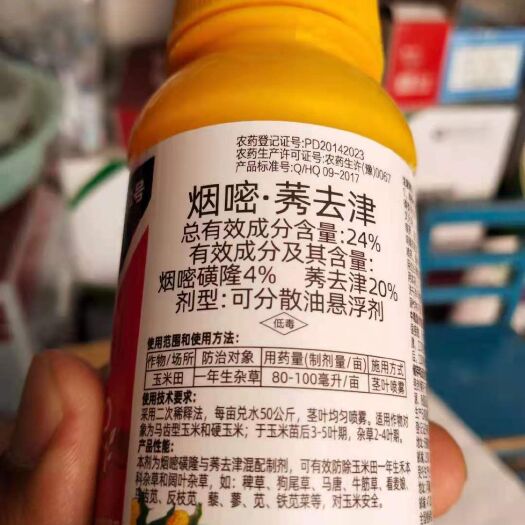 农药登记证号:PD20142023
农药生产许可证号:农药生许(豫)0067
产品标准号:Q/HQ 09-2017
号
烟嘧·莠去津
总有效成分含量:24%
有效成分及其含量:
烟嘧磺隆4% 莠去津20%
剂型:可分散油悬浮剂
低毒
使用范围和使用方法:
作物/场所 防治对象 用药量(制剂量/亩) 施用方式
玉米田 一年生杂草 80-100毫升/亩 茎叶喷雾
使用技术要求:
采用二次稀释法,每亩兑水50公斤,茎叶均匀喷雾。适用作物对
象为马齿型玉米和硬玉米;于玉米苗后3-5叶期,杂草2-4叶期。
产品性能:
本剂为烟嘧磺隆与莠去津混配制剂,可有效防除玉米田一年生禾本
科杂草和阔叶杂草,如:稗草、狗尾草、马唐、牛筋草、看麦娘、
马齿苋、反枝苋、藜、蓼、苘、铁苋菜等,对玉米安全。